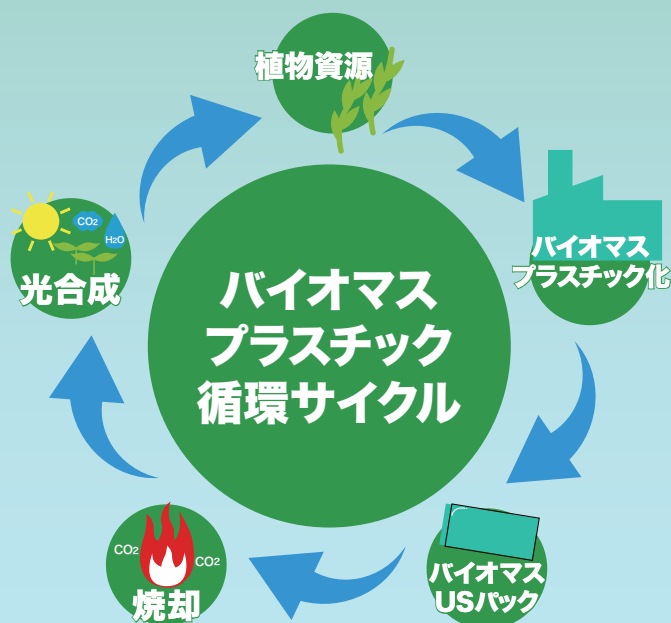 植物資源
バイオマス
プラスチック化
バイオマス
USパック
CO2
CO2
焼却
CO2
H2O
光合成
バイオマス
プラスチック
循環サイクル